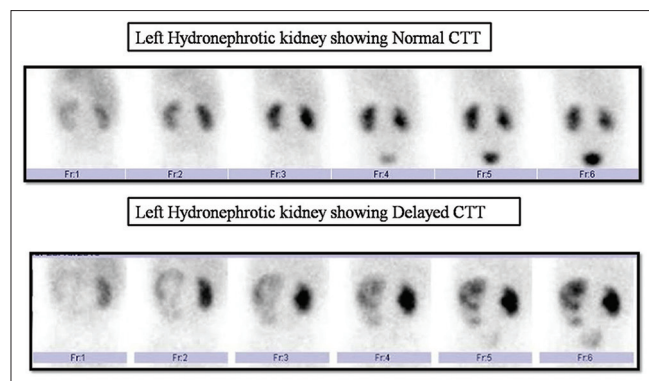 Left Hydronephrotic kidney showing Normal CTT
Fr:1 Fr:2 Fr:3 Fr:4 Fr:5 Fr:6
Left Hydronephrotic kidney showing Delayed CTT
Fr:1 Fr:2 Fr:3 Fr:4 Fr:5 Fr:6